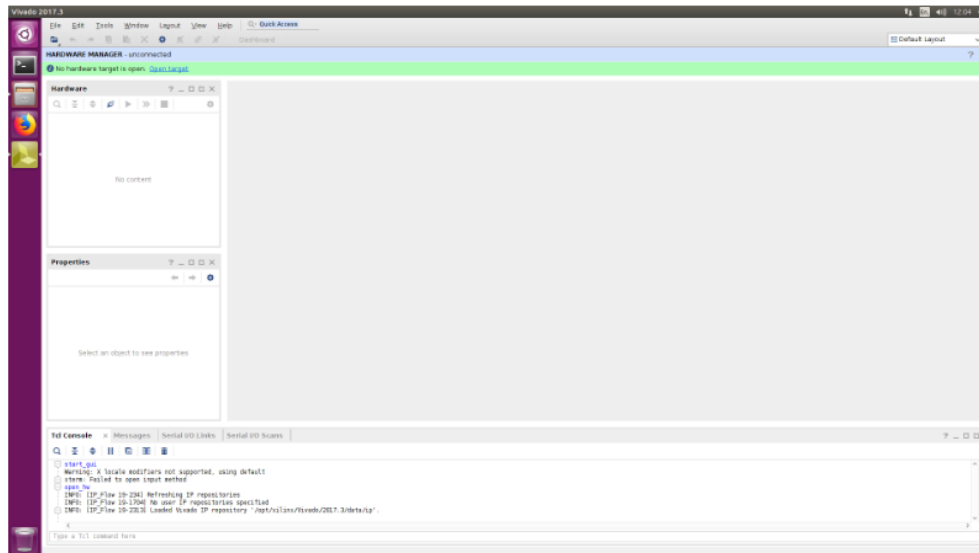 Vivado 2017.3
12:04
File Edit Tools Window Layout View Help Quick Access
Dashboard
Default Layout
HARDWARE MANAGER - unconnected
No hardware target is open. Open target
Hardware
No content
Properties
Select an object to see properties
Tcl Console Messages Serial I/O Links Serial I/O Scans
start_gui
Warning: X locale modifiers not supported, using default
xterm: Failed to open input method
open_hw
INFO: [IP_Flow 19-234] Refreshing IP repositories
INFO: [IP_Flow 19-1704] No user IP repositories specified
INFO: [IP_Flow 19-2313] Loaded Vivado IP repository '/opt/xilinx/Vivado/2017.3/data/ip'.
Type a Tcl command here